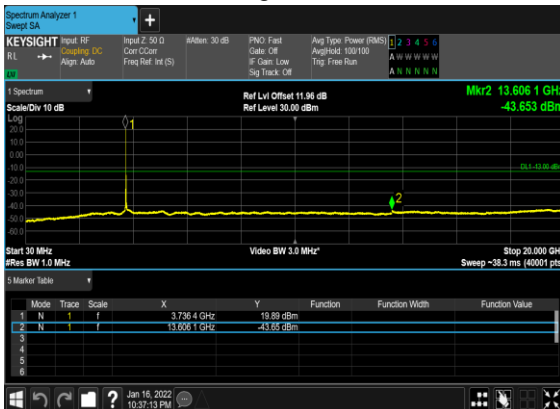 Spectrum Analyzer 1
Swept SA
KEYSIGHT Input: RF Input Z: 50 Ω #Atten: 30 dB PNO: Fast Avg Type: Power (RMS) 1 2 3 4 5 6
RL Coupling: DC Corr CCorr Gate: Off Avg|Hold: 100/100 A W W W W W
Align: Auto Freq Ref: Int (S) IF Gain: Low Trig: Free Run
Sig Track: Off A N N N N N
1 Spectrum
Ref Lvl Offset 11.96 dB Mkr2 13.606 1 GHz
Scale/Div 10 dB Ref Level 30.00 dBm -43.653 dBm
Log
20.0
10.0
0.00
-10.0
DL1 -13.00 dBm
-20.0
-30.0
-40.0
-50.0
-60.0
1
2
Start 30 MHz Video BW 3.0 MHz* Stop 20.000 GH
#Res BW 1.0 MHz Sweep ~38.3 ms (40001 pts
5 Marker Table
Mode Trace Scale X Y Function Function Width Function Value
1 N 1 f 3.736 4 GHz 19.89 dBm
2 N 1 f 13.606 1 GHz -43.65 dBm
3
4
5
6
? Jan 16, 2022
10:37:13 PM